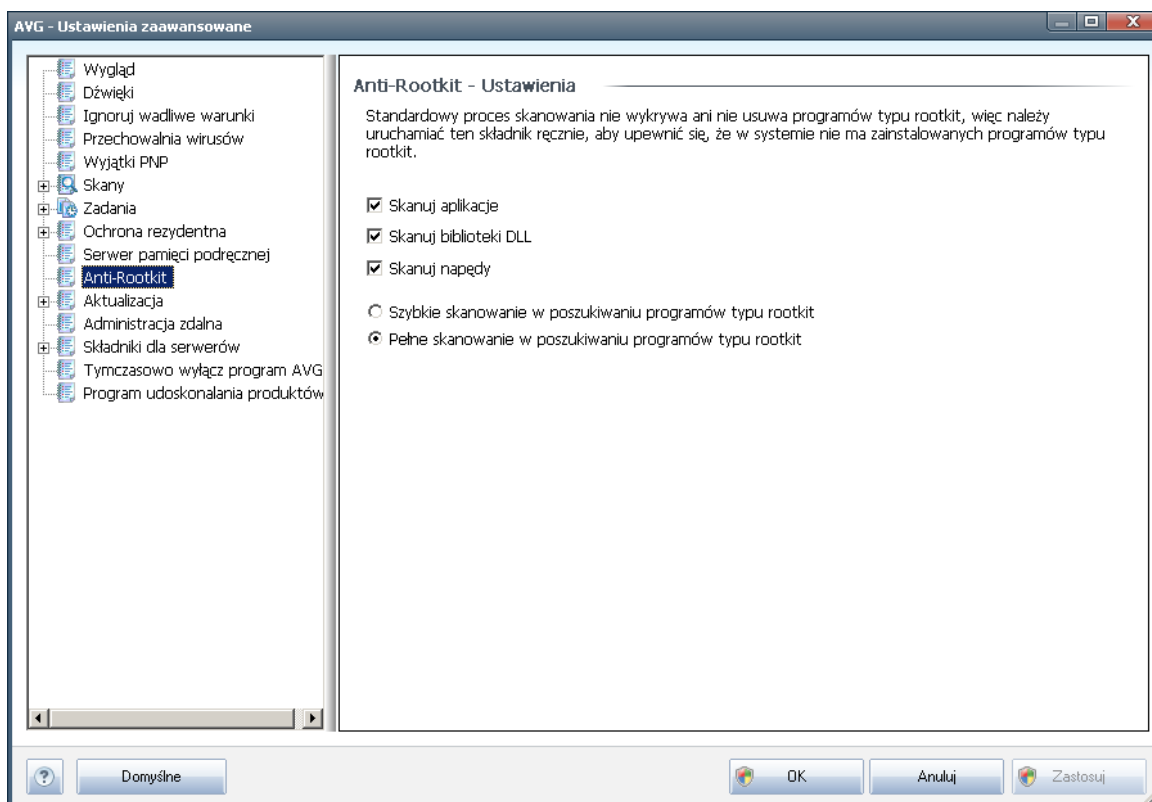 AVG - Ustawienia zaawansowane
Wygląd
Dźwięki
Ignoruj wadliwe warunki
Przechowalnia wirusów
Wyjątki PNP
Skany
Zadania
Ochrona rezydentna
Serwer pamięci podręcznej
Anti-Rootkit
Aktualizacja
Administracja zdalna
Składniki dla serwerów
Tymczasowo wyłącz program AVG
Program udoskonalania produktów
Anti-Rootkit - Ustawienia
Standardowy proces skanowania nie wykrywa ani nie usuwa programów typu rootkit, więc należy
uruchamiać ten składnik ręcznie, aby upewnić się, że w systemie nie ma zainstalowanych programów typu
rootkit.
Skanuj aplikacje
Skanuj biblioteki DLL
Skanuj napędy
Szybkie skanowanie w poszukiwaniu programów typu rootkit
Pełne skanowanie w poszukiwaniu programów typu rootkit
?
Domyślne
OK
Anuluj
Zastosuj